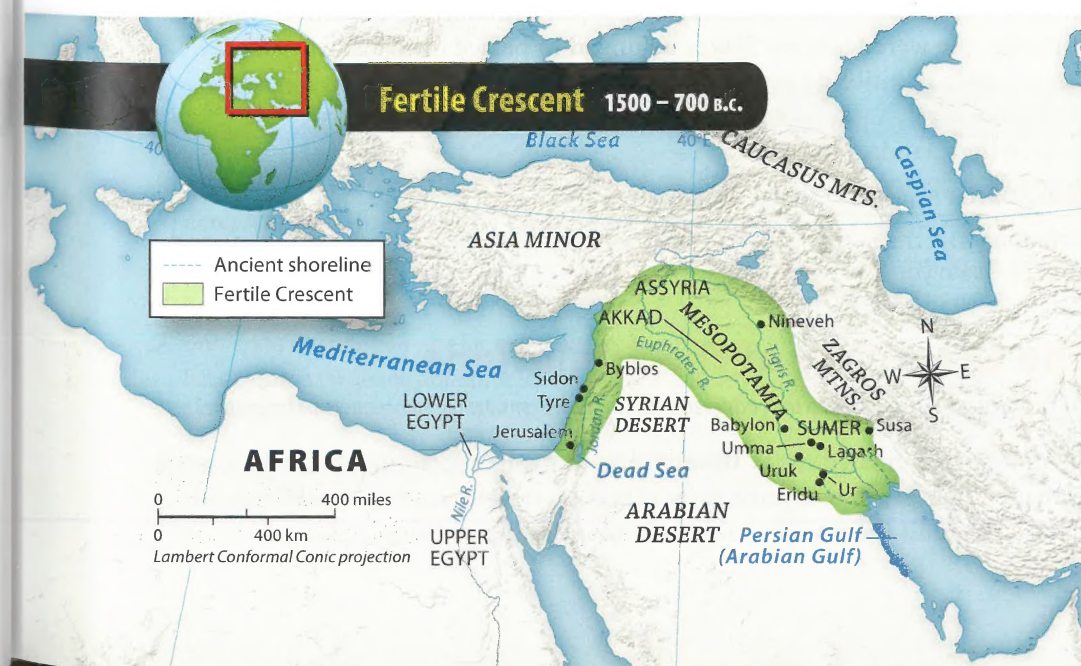 Fertile Crescent 1500 – 700 B.C.
Black Sea
40°E
40
CAUCASUS MTS.
Caspian Sea
ASIA MINOR
Ancient shoreline
Fertile Crescent
ASSYRIA
AKKAD
MESOPOTAMIA
Nineveh
Euphrates R.
Tigris R.
ZAGROS
MTNS.
N
W
E
S
Mediterranean Sea
Byblos
Sidon
Tyre
Jordan R.
SYRIAN
DESERT
LOWER
EGYPT
Jerusalem
Babylon
SUMER
Susa
Umma
Lagash
Uruk
Ur
Eridu
Dead Sea
AFRICA
0 400 miles
0 400 km
Lambert Conformal Conic projection
Nile R.
UPPER
EGYPT
ARABIAN
DESERT
Persian Gulf
(Arabian Gulf)